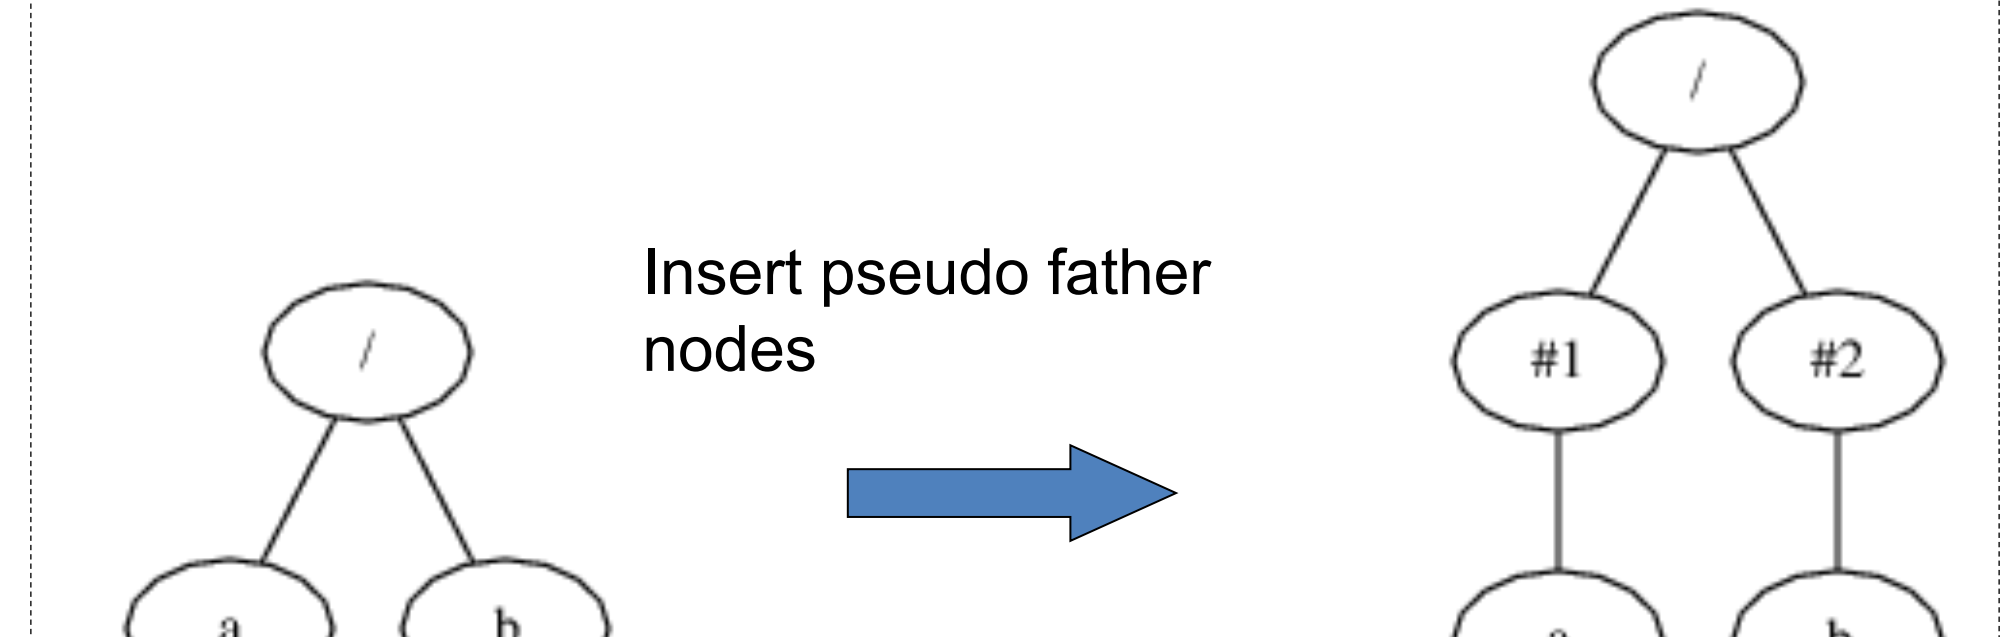 /
Insert pseudo father
nodes
/
#1 #2
a b
b